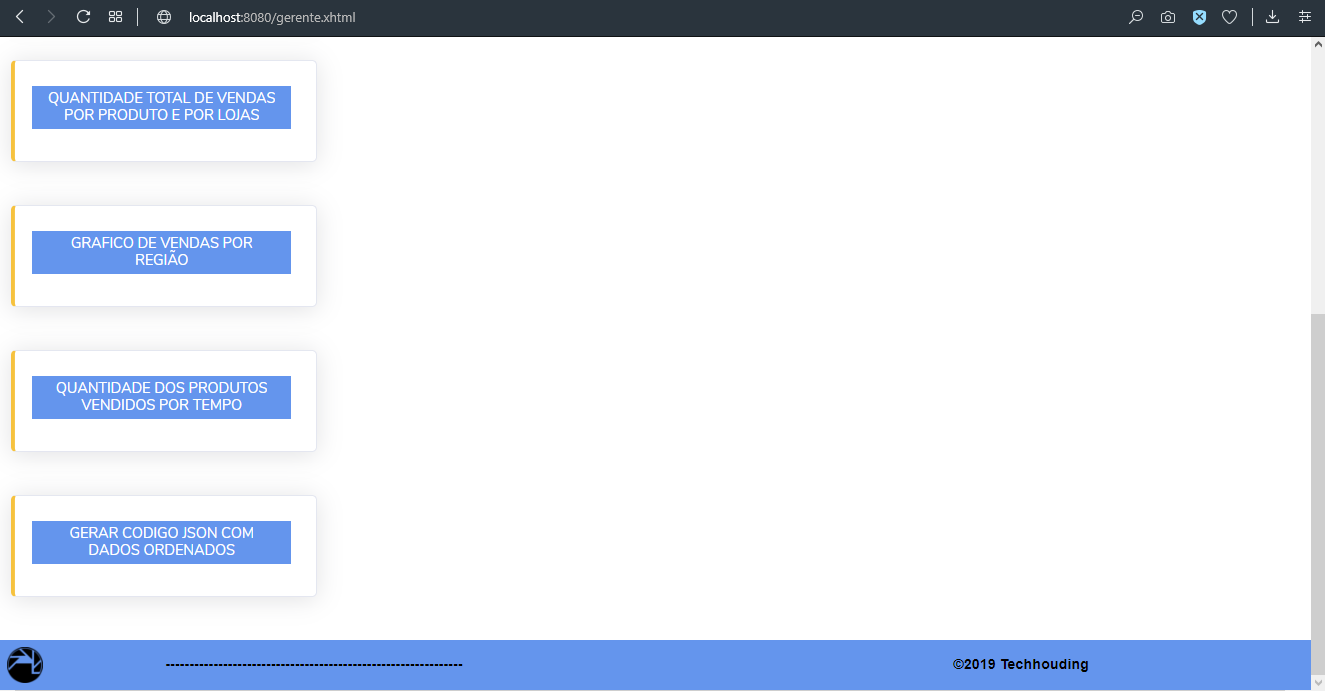 localhost:8080/gerente.xhtml
QUANTIDADE TOTAL DE VENDAS
POR PRODUTO E POR LOJAS
GRAFICO DE VENDAS POR
REGIÃO
QUANTIDADE DOS PRODUTOS
VENDIDOS POR TEMPO
GERAR CODIGO JSON COM
DADOS ORDENADOS
-------------------------------------------------------------- ©2019 Techhouding